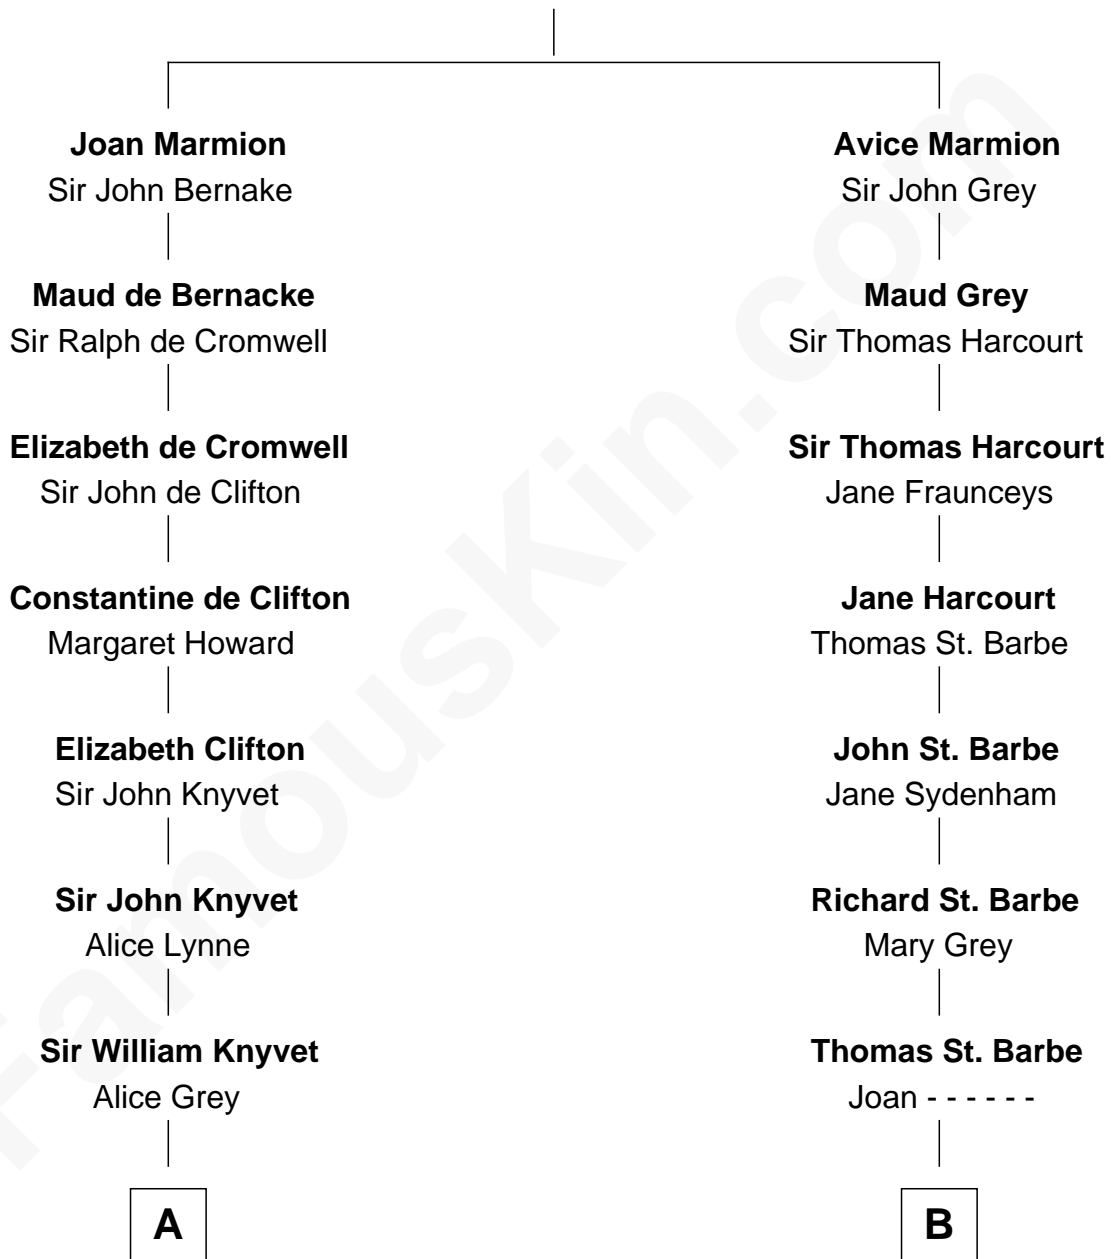 Joan Marmion
Sir John Bernake
Maud de Bernacke
Sir Ralph de Cromwell
Elizabeth de Cromwell
Sir John de Clifton
Constantine de Clifton
Margaret Howard
Elizabeth Clifton
Sir John Knyvet
Sir John Knyvet
Alice Lynne
Sir William Knyvet
Alice Grey
A
Avice Marmion
Sir John Grey
Maud Grey
Sir Thomas Harcourt
Sir Thomas Harcourt
Jane Fraunceys
Jane Harcourt
Thomas St. Barbe
John St. Barbe
Jane Sydenham
Richard St. Barbe
Mary Grey
Thomas St. Barbe
Joan - - - - - -
B
FamousKin.com